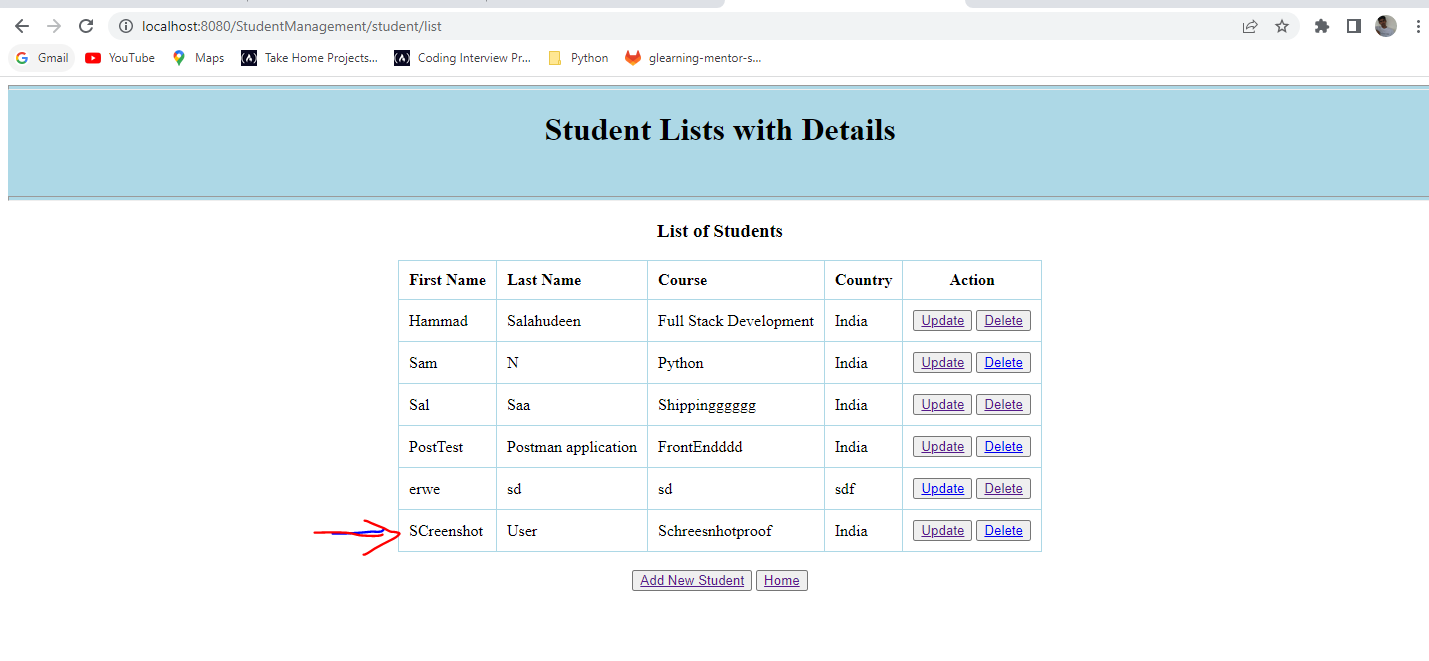 localhost:8080/StudentManagement/student/list
Gmail YouTube Maps Take Home Projects... Coding Interview Pr... Python glearning-mentor-s...
Student Lists with Details
List of Students
First Name Last Name Course Country Action
Hammad Salahudeen Full Stack Development India Update Delete
Sam N Python India Update Delete
Sal Saa Shippingggggg India Update Delete
PostTest Postman application FrontEndddd India Update Delete
erwe sd sd sdf Update Delete
SCreenshot User Schreesnhotproof India Update Delete
Add New Student Home